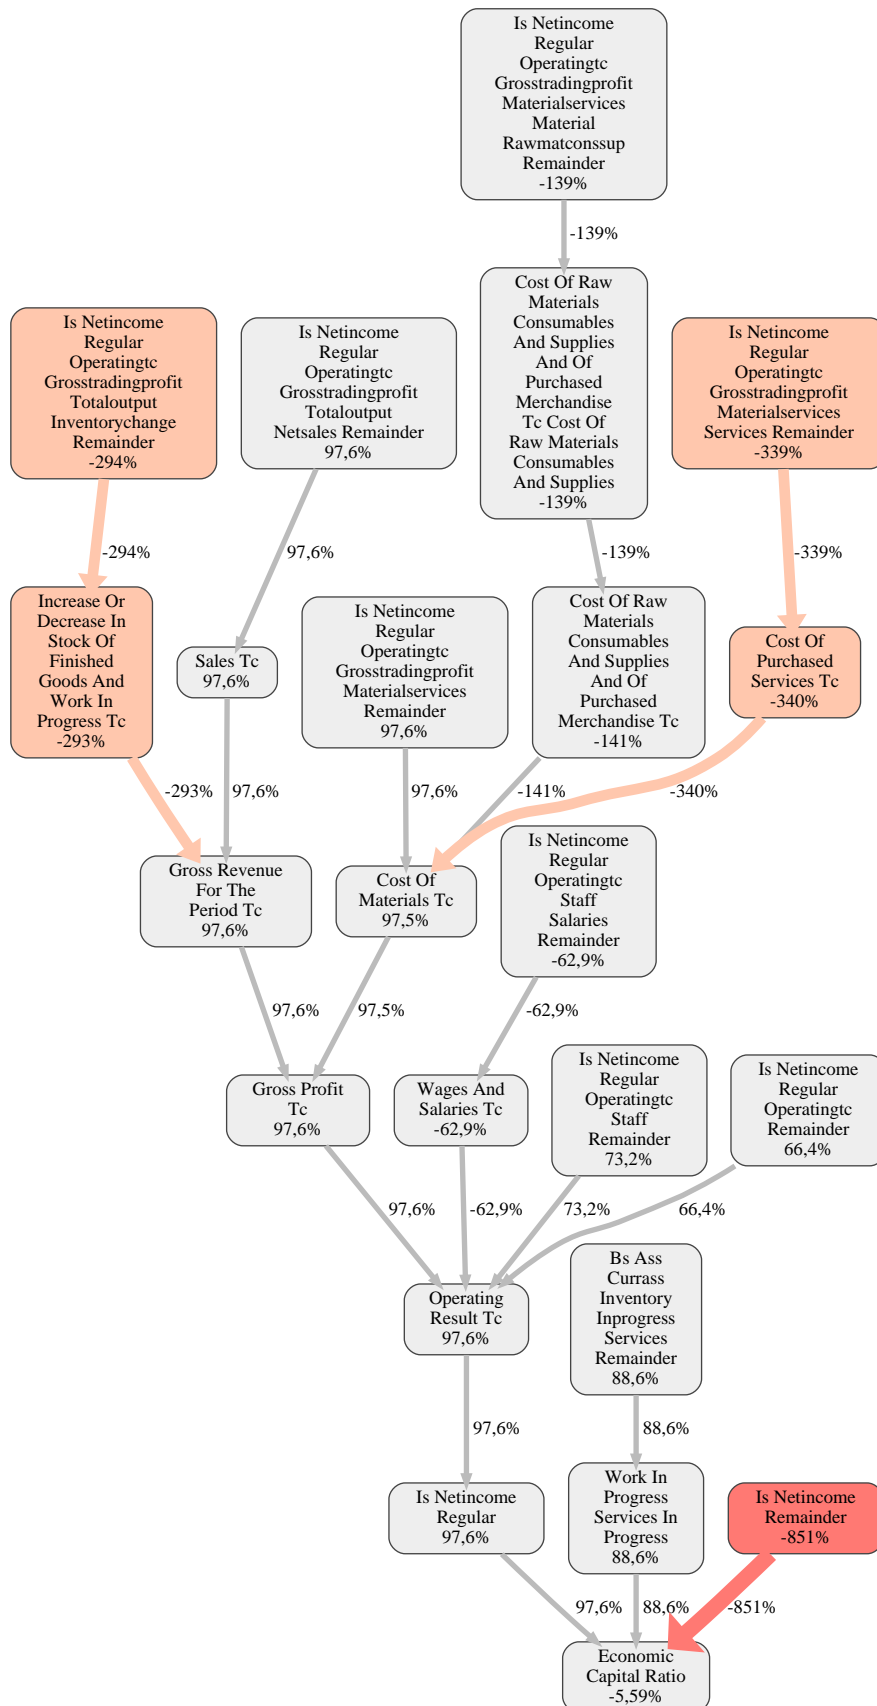 Is Netincome
Regular
Operatingtc
Grosstradingprofit
Materialservices
Material
Rawmatconssup
Remainder
-139%
-139%
Is Netincome
Regular
Operatingtc
Grosstradingprofit
Totaloutput
Inventorychange
Remainder
-294%
Is Netincome
Regular
Operatingtc
Grosstradingprofit
Totaloutput
Netsales Remainder
97,6%
Cost Of Raw
Materials
Consumables
And Supplies
And Of
Purchased
Merchandise
Tc Cost Of
Raw Materials
Consumables
And Supplies
-139%
Is Netincome
Regular
Operatingtc
Grosstradingprofit
Materialservices
Services Remainder
-339%
-294%
97,6%
-139%
-339%
Increase Or
Decrease In
Stock Of
Finished
Goods And
Work In
Progress Tc
-293%
Sales Tc
97,6%
Is Netincome
Regular
Operatingtc
Grosstradingprofit
Materialservices
Remainder
97,6%
Cost Of Raw
Materials
Consumables
And Supplies
And Of
Purchased
Merchandise Tc
-141%
Cost Of
Purchased
Services Tc
-340%
-293%
97,6%
97,6%
-141%
-340%
Gross Revenue
For The
Period Tc
97,6%
Cost Of
Materials Tc
97,5%
Is Netincome
Regular
Operatingtc
Staff
Salaries
Remainder
-62,9%
97,6%
97,5%
-62,9%
Gross Profit
Tc
97,6%
Wages And
Salaries Tc
-62,9%
Is Netincome
Regular
Operatingtc
Staff
Remainder
73,2%
Is Netincome
Regular
Operatingtc
Remainder
66,4%
97,6%
-62,9%
73,2%
66,4%
Operating
Result Tc
97,6%
Bs Ass
Currass
Inventory
Inprogress
Services
Remainder
88,6%
97,6%
88,6%
Is Netincome
Regular
97,6%
Work In
Progress
Services In
Progress
88,6%
Is Netincome
Remainder
-851%
97,6%
88,6%
-851%
Economic
Capital Ratio
-5,59%